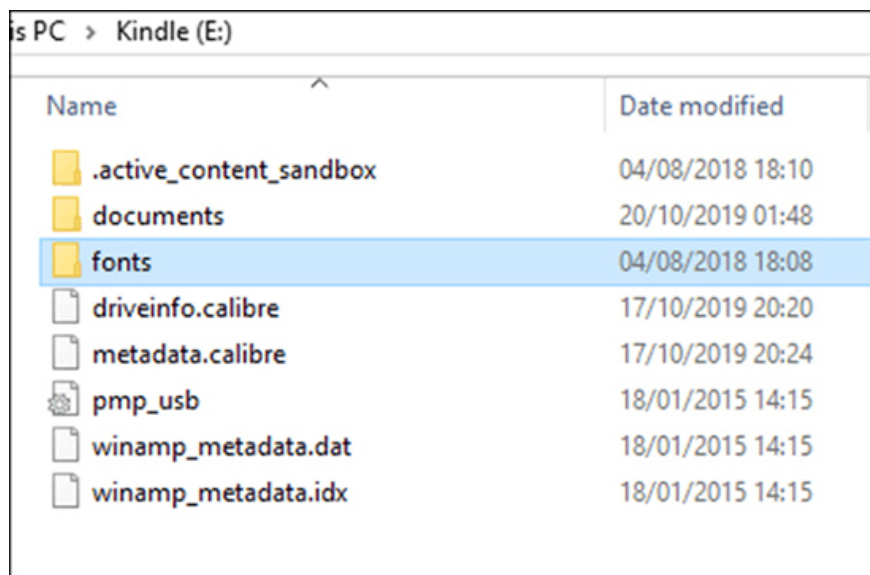 is PC > Kindle (E:)
Name Date modified
.active_content_sandbox 04/08/2018 18:10
documents 20/10/2019 01:48
fonts 04/08/2018 18:08
driveinfo.calibre 17/10/2019 20:20
metadata.calibre 17/10/2019 20:24
pmp_usb 18/01/2015 14:15
winamp_metadata.dat 18/01/2015 14:15
winamp_metadata.idx 18/01/2015 14:15